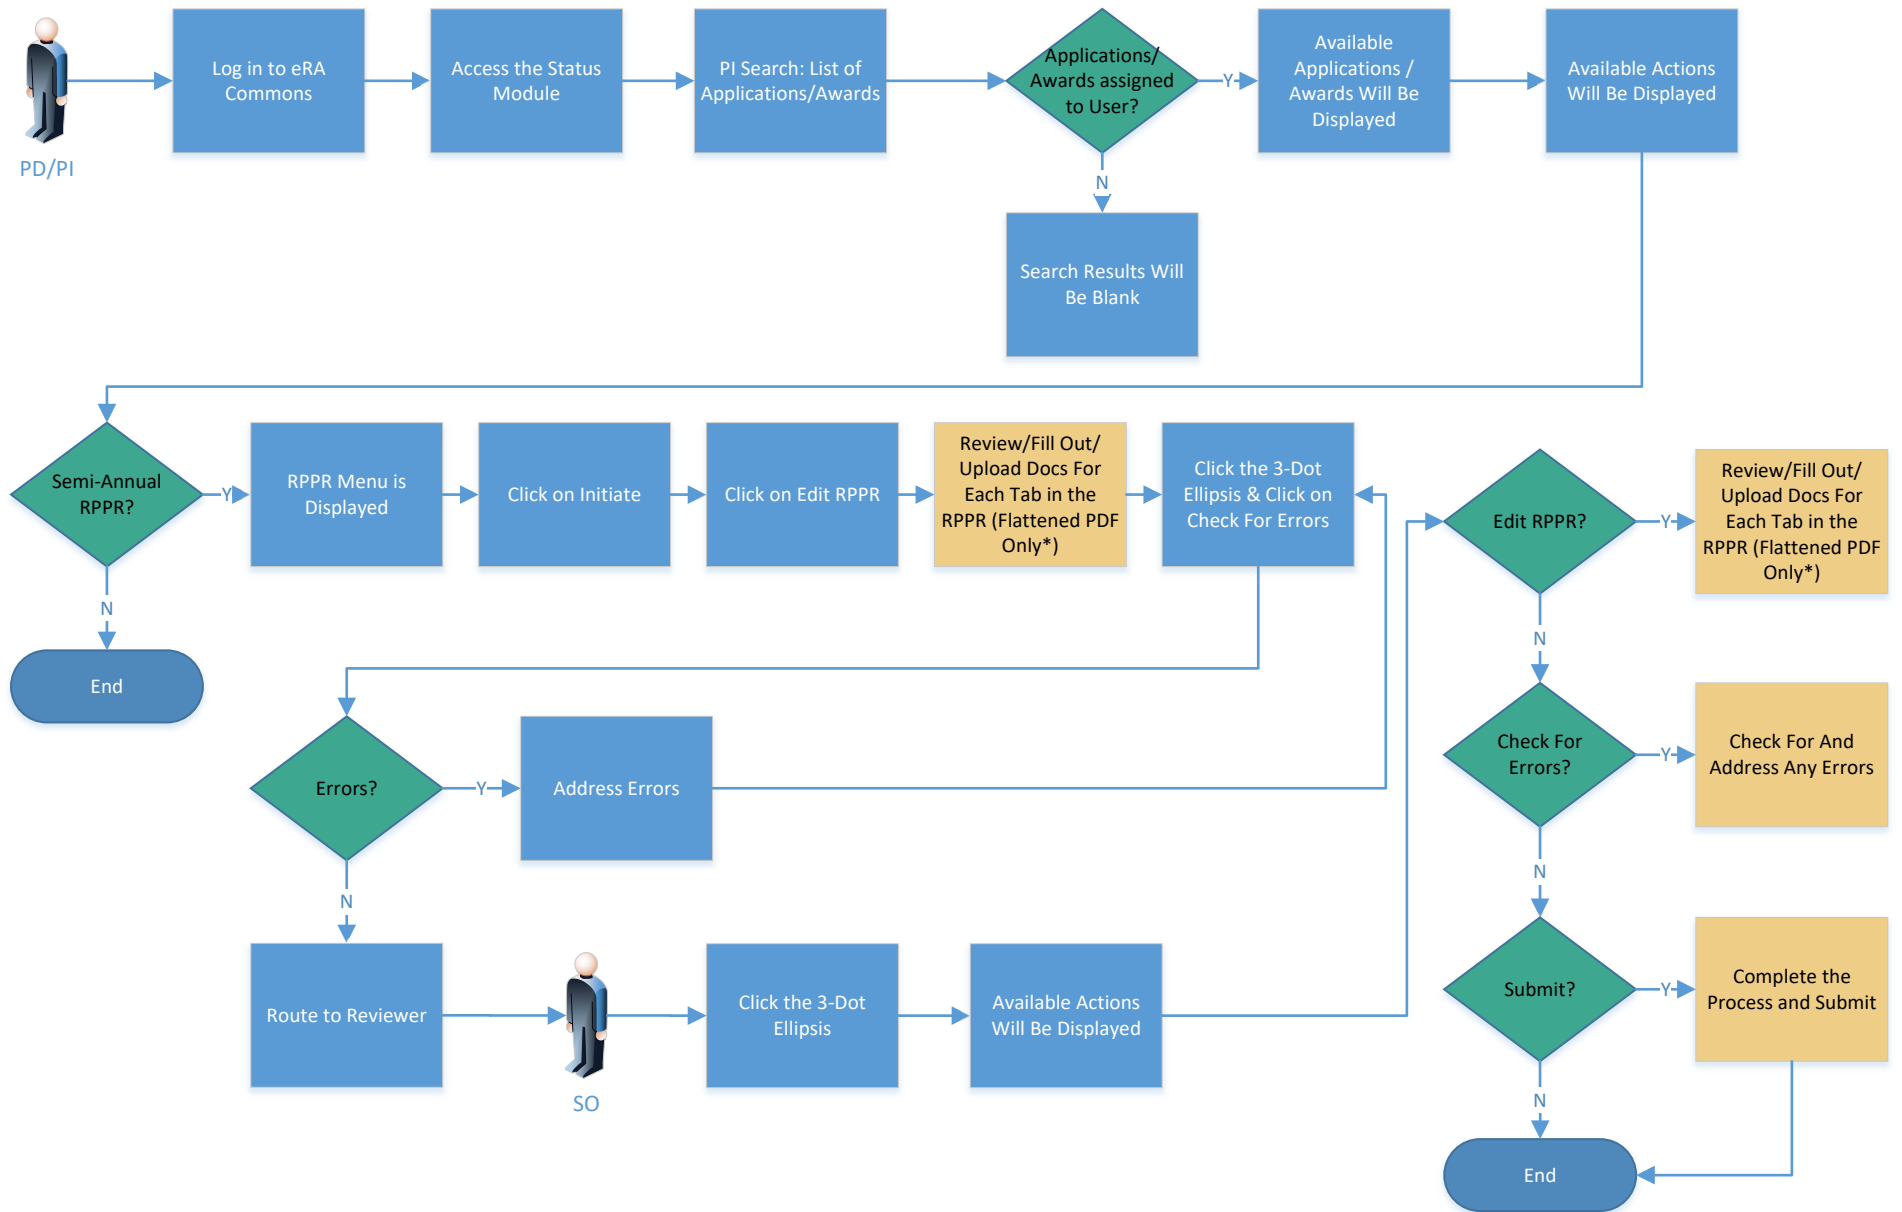 PD/PI
Log in to eRA
Commons
Access the Status
Module
PI Search: List of
Applications/Awards
Applications/
Awards assigned
to User?
Y
Available
Applications /
Awards Will Be
Displayed
Available Actions
Will Be Displayed
N
Search Results Will
Be Blank
Semi-Annual
RPPR?
Y
RPPR Menu is
Displayed
Click on Initiate
Click on Edit RPPR
Review/Fill Out/
Upload Docs For
Each Tab in the
RPPR (Flattened PDF
Only*)
Click the 3-Dot
Ellipsis & Click on
Check For Errors
N
End
Errors?
Y
Address Errors
N
Route to Reviewer
SO
Click the 3-Dot
Ellipsis
Available Actions
Will Be Displayed
Edit RPPR?
Y
Review/Fill Out/
Upload Docs For
Each Tab in the
RPPR (Flattened PDF
Only*)
N
Check For
Errors?
Y
Check For And
Address Any Errors
N
Submit?
Y
Complete the
Process and Submit
N
End